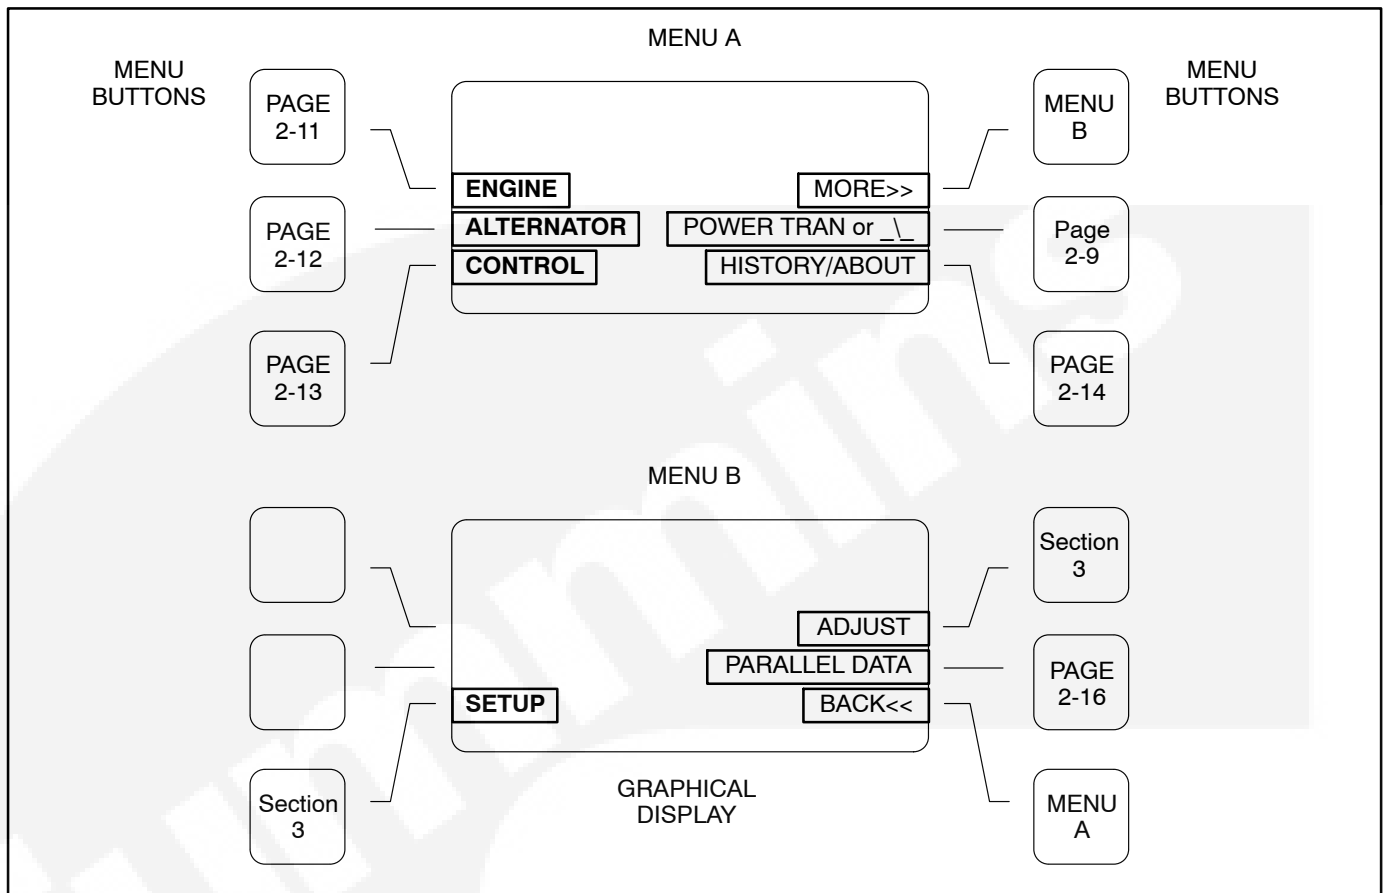 MENU A
MENU
BUTTONS
MENU
BUTTONS
PAGE
2-11
MENU
B
ENGINE
MORE>>
PAGE
2-12
ALTERNATOR
POWER TRAN or _\_
Page
2-9
CONTROL
HISTORY/ABOUT
PAGE
2-13
PAGE
2-14
MENU B
Section
3
ADJUST
PARALLEL DATA
PAGE
2-16
SETUP
BACK<<
Section
3
GRAPHICAL
DISPLAY
MENU
A